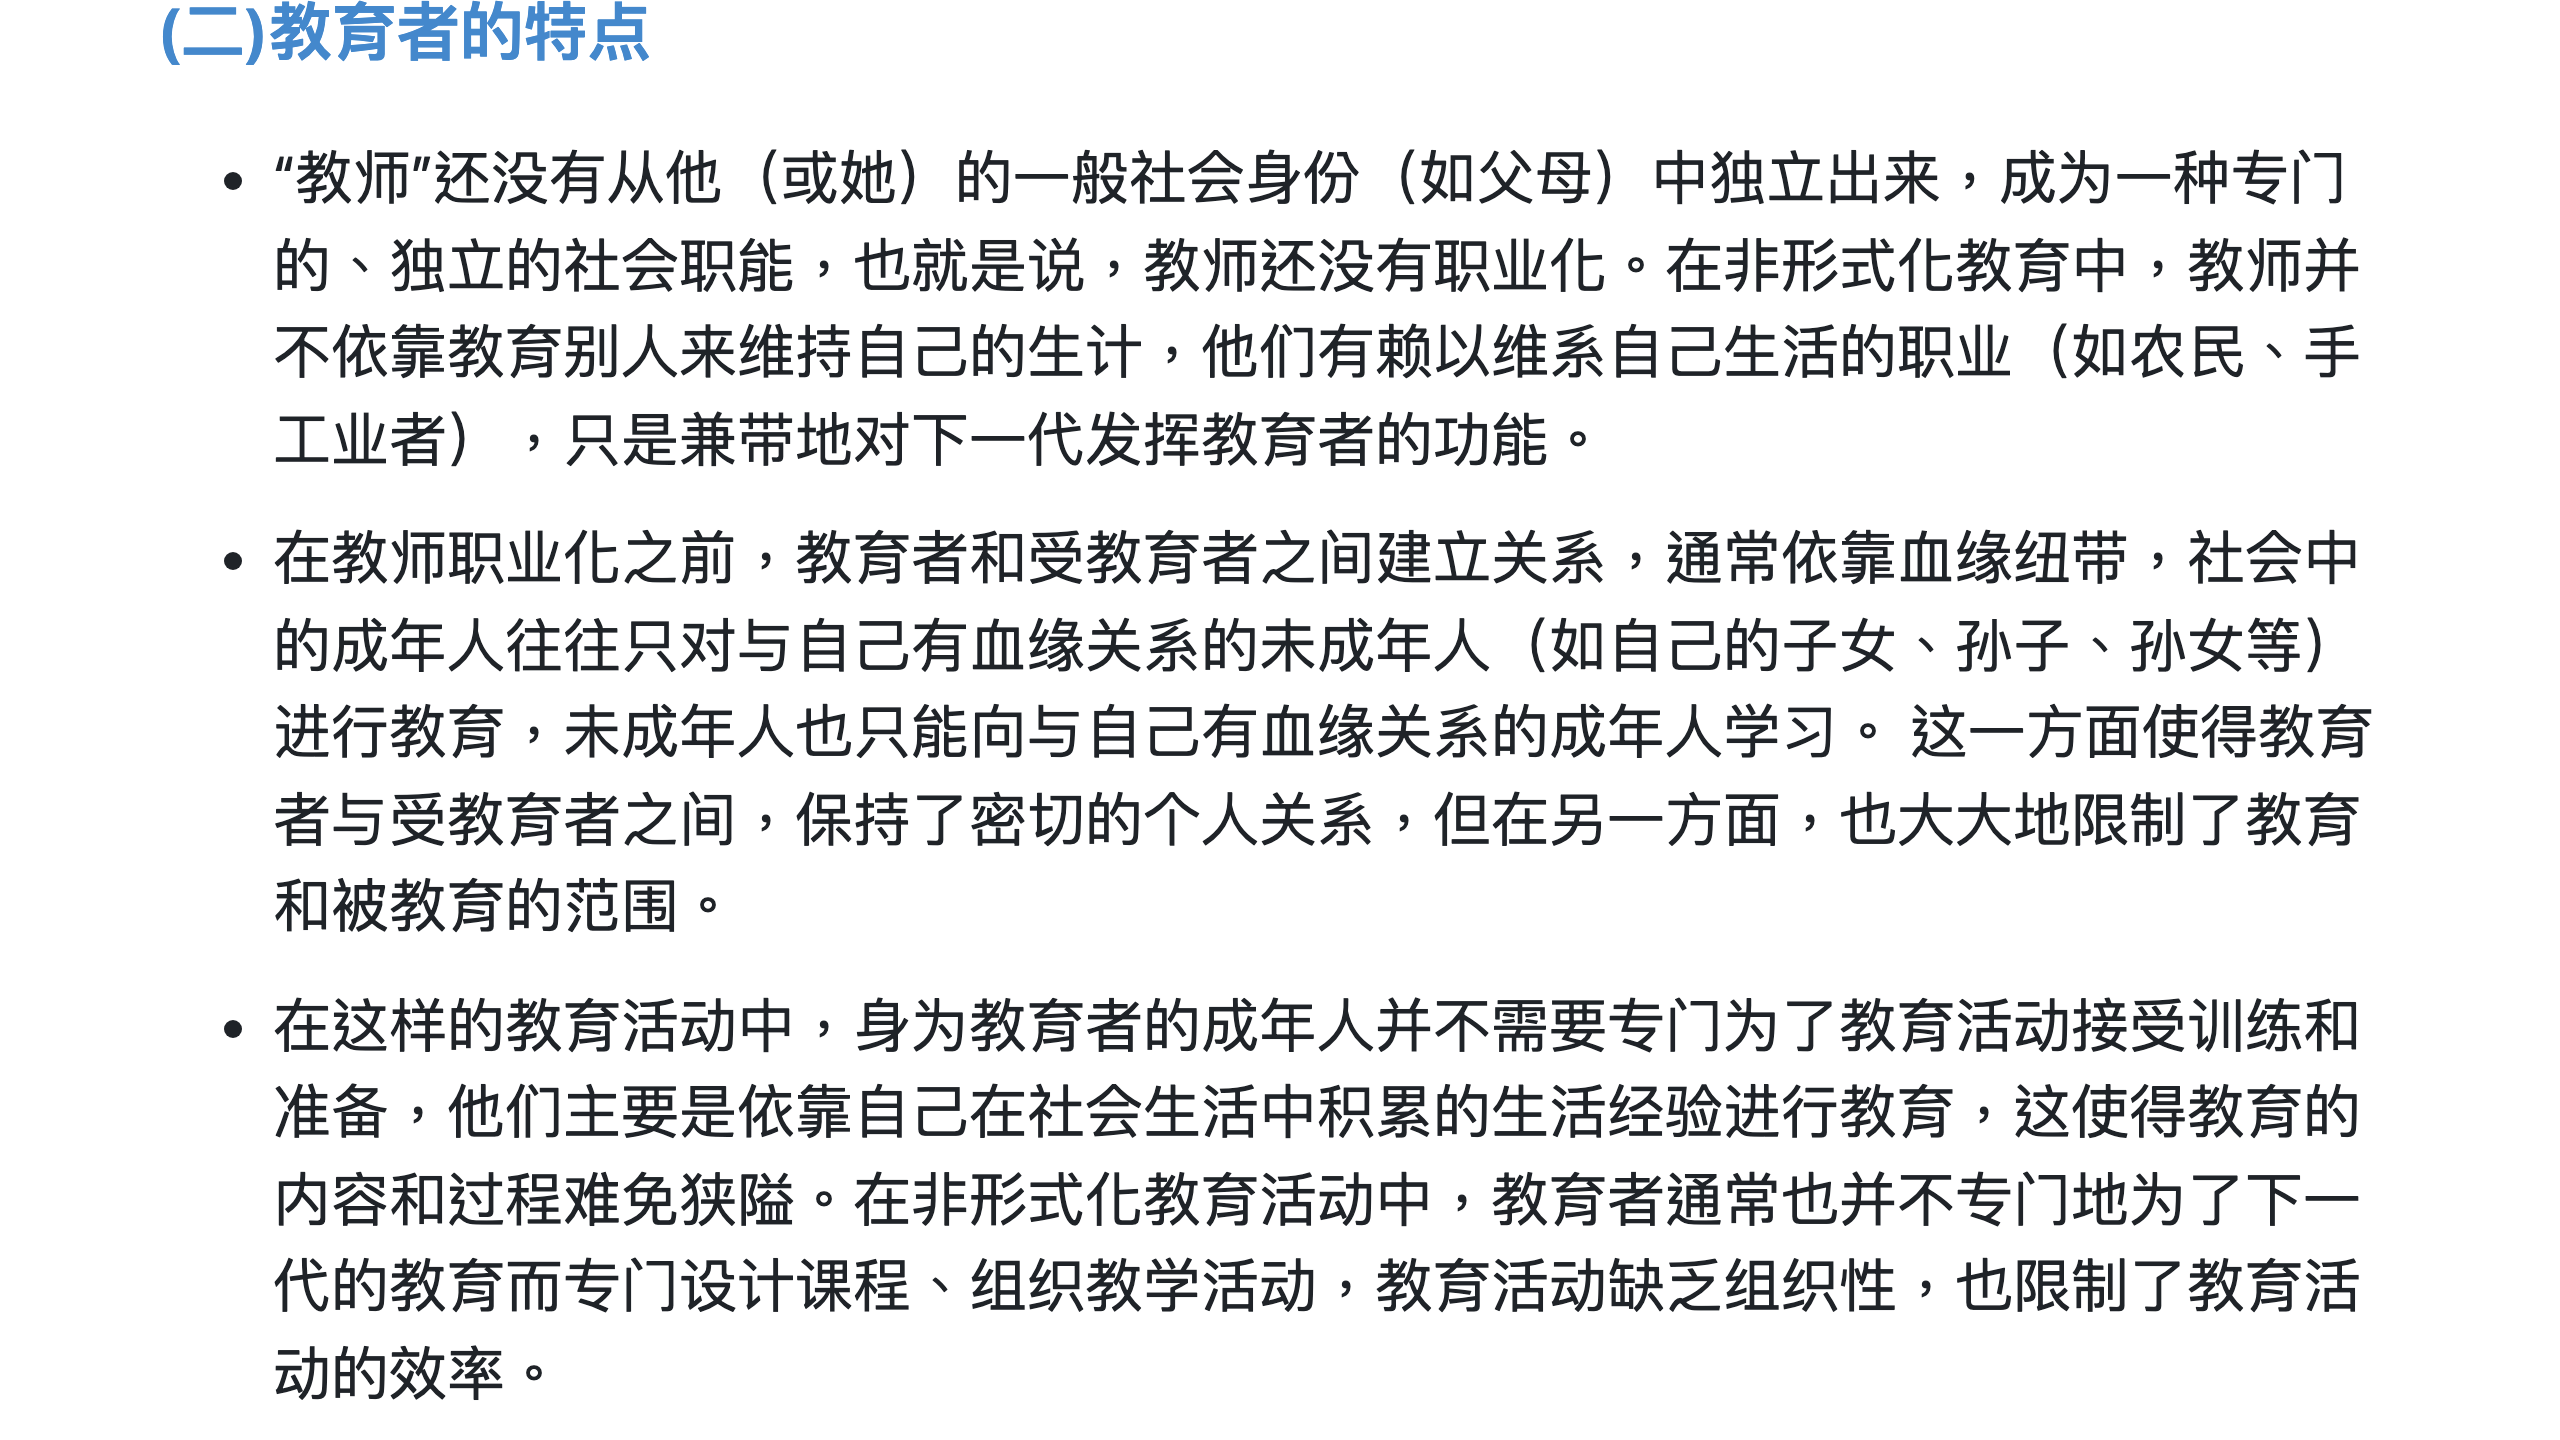 (二)教育者的特点
• “教师”还没有从他（或她）的一般社会身份（如父母）中独立出来，成为一种专门
的、独立的社会职能，也就是说，教师还没有职业化。在非形式化教育中，教师并
不依靠教育别人来维持自己的生计，他们有赖以维系自己生活的职业（如农民、手
工业者），只是兼带地对下一代发挥教育者的功能。
• 在教师职业化之前，教育者和受教育者之间建立关系，通常依靠血缘纽带，社会中
的成年人往往只对与自己有血缘关系的未成年人（如自己的子女、孙子、孙女等）
进行教育，未成年人也只能向与自己有血缘关系的成年人学习。 这一方面使得教育
者与受教育者之间，保持了密切的个人关系，但在另一方面，也大大地限制了教育
和被教育的范围。
• 在这样的教育活动中，身为教育者的成年人并不需要专门为了教育活动接受训练和
准备，他们主要是依靠自己在社会生活中积累的生活经验进行教育，这使得教育的
内容和过程难免狭隘。在非形式化教育活动中，教育者通常也并不专门地为了下一
代的教育而专门设计课程、组织教学活动，教育活动缺乏组织性，也限制了教育活
动的效率。